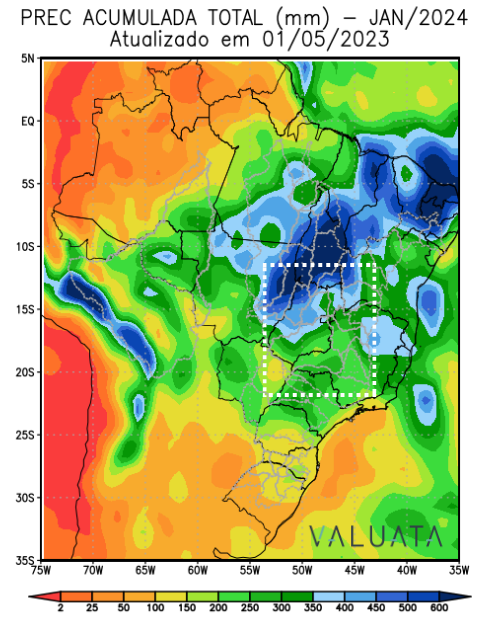 PREC ACUMULADA TOTAL (mm) – JAN/2024
Atualizado em 01/05/2023
5N
EQ
5S
10S
15S
20S
25S
30S
35S
VALUATA
75W 70W 65W 60W 55W 50W 45W 40W 35W
2 25 50 100 150 200 250 300 350 400 450 500 600